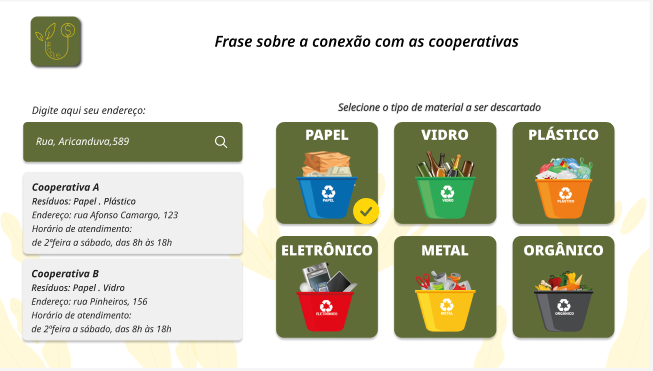 Frase sobre a conexão com as cooperativas
Digite aqui seu endereço:
Rua, Aricanduva,589
Cooperativa A
Resíduos: Papel . Plástico
Endereço: rua Afonso Camargo, 123
Horário de atendimento:
de 2ªfeira a sábado, das 8h às 18h
Cooperativa B
Resíduos: Papel . Vidro
Endereço: rua Pinheiros, 156
Horário de atendimento:
de 2ªfeira a sábado, das 8h às 18h
Selecione o tipo de material a ser descartado
PAPEL
VIDRO
PLÁSTICO
PAPEL
VIDRO
PLÁSTICO
ELETRÔNICO
METAL
ORGÂNICO
ELETRÔNICO
METAL
ORGÂNICO